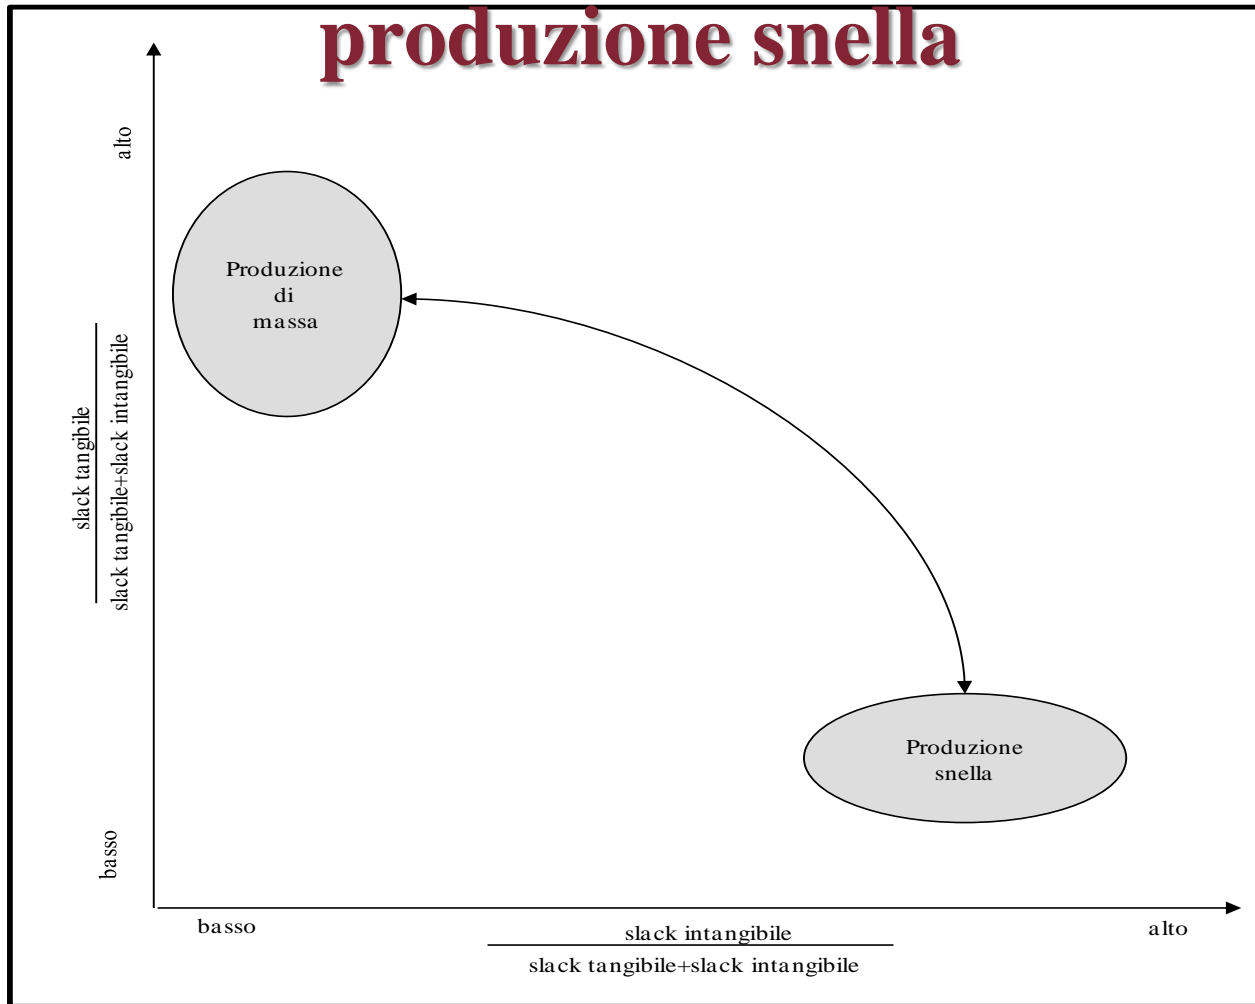 produzione snella
alto
Produzione
di
massa
slack tangibile
slack tangibile+slack intangibile
Produzione
snella
basso
basso
slack intangibile
alto
slack tangibile+slack intangibile